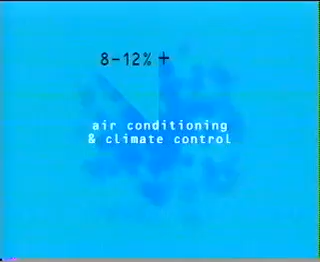 8-12% +
air conditioning
& climate control